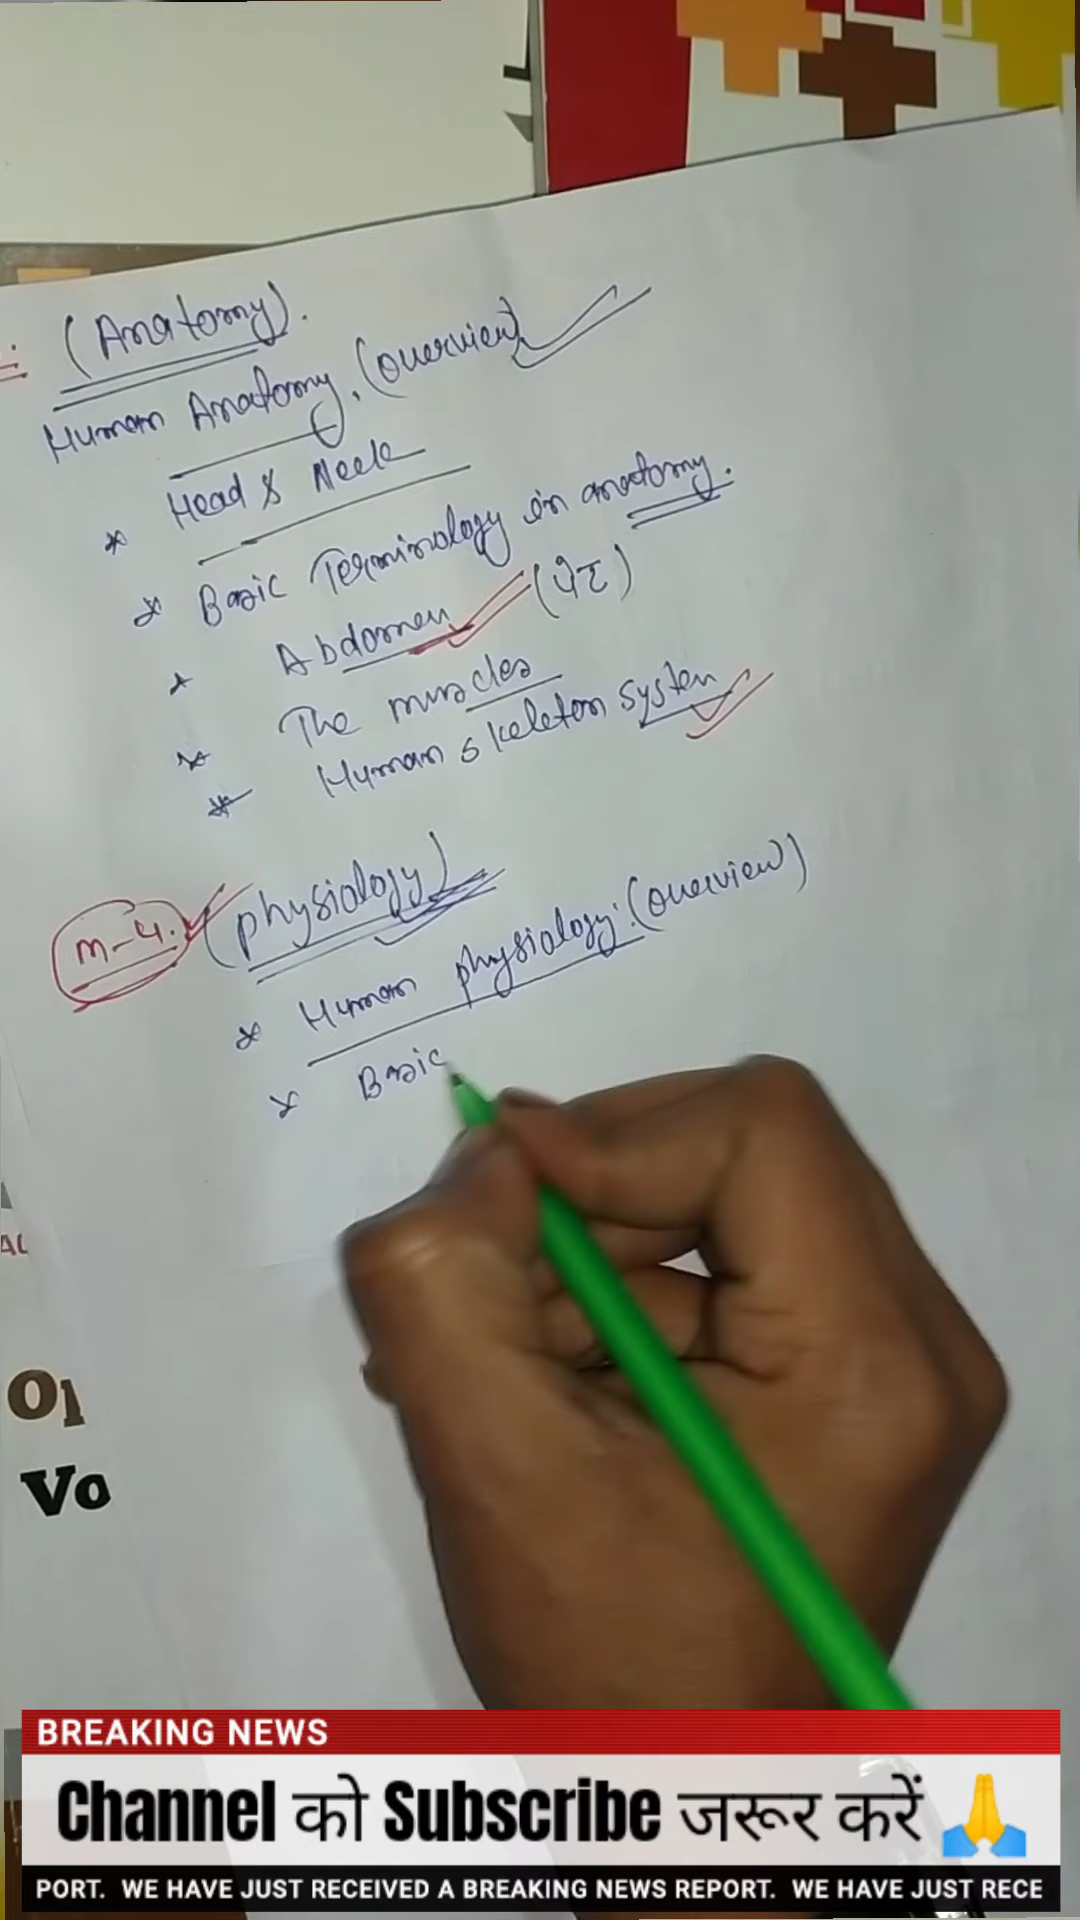 (Anatomy).
Human Anatomy. (overview)
* Head & Neck
* Basic Terminology in anatomy.
* Abdomen (पेट)
* The muscles
* Human skeleton system
m-4. (physiology)
* Human physiology: (overview)
* Basic
AL
Ol
Vo
BREAKING NEWS
Channel को Subscribe जरूर करें 🙏
PORT. WE HAVE JUST RECEIVED A BREAKING NEWS REPORT. WE HAVE JUST RECE